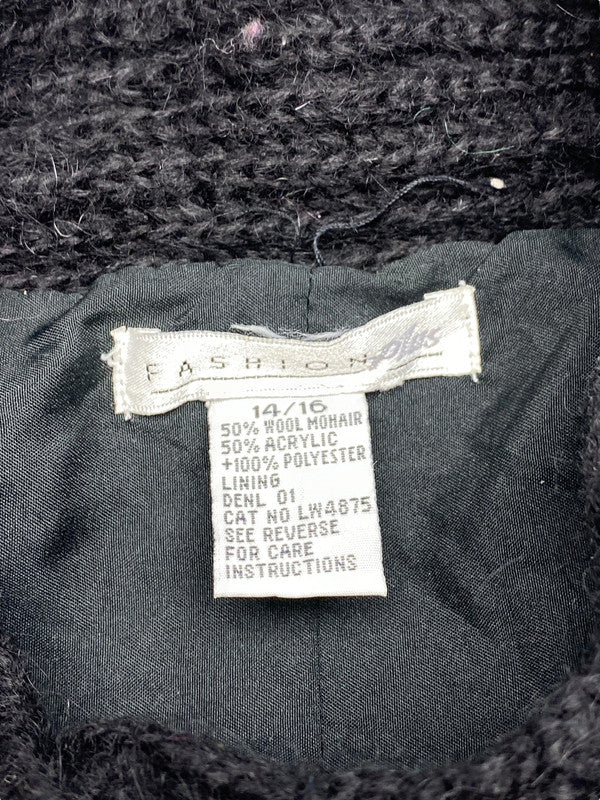 FASHION plus
14/16
50% WOOL MOHAIR
50% ACRYLIC
+100% POLYESTER
LINING
DENL 01
CAT NO LW4875
SEE REVERSE
FOR CARE
INSTRUCTIONS